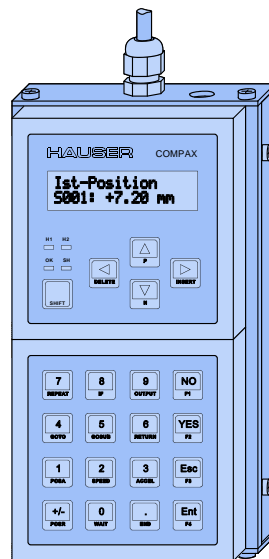 HAUSER COMPAX
Ist-Position
S001: +7.20 mm
H1 H2
P
OK SH
DELETE INSERT
SHIFT
N
7 8 9 NO
REPEAT IF OUTPUT F1
4 5 6 YES
GOTO GOSUB RETURN F2
1 2 3 Esc
POSA SPEED ACCEL F3
+/- 0 . Ent
POSR WAIT END F4